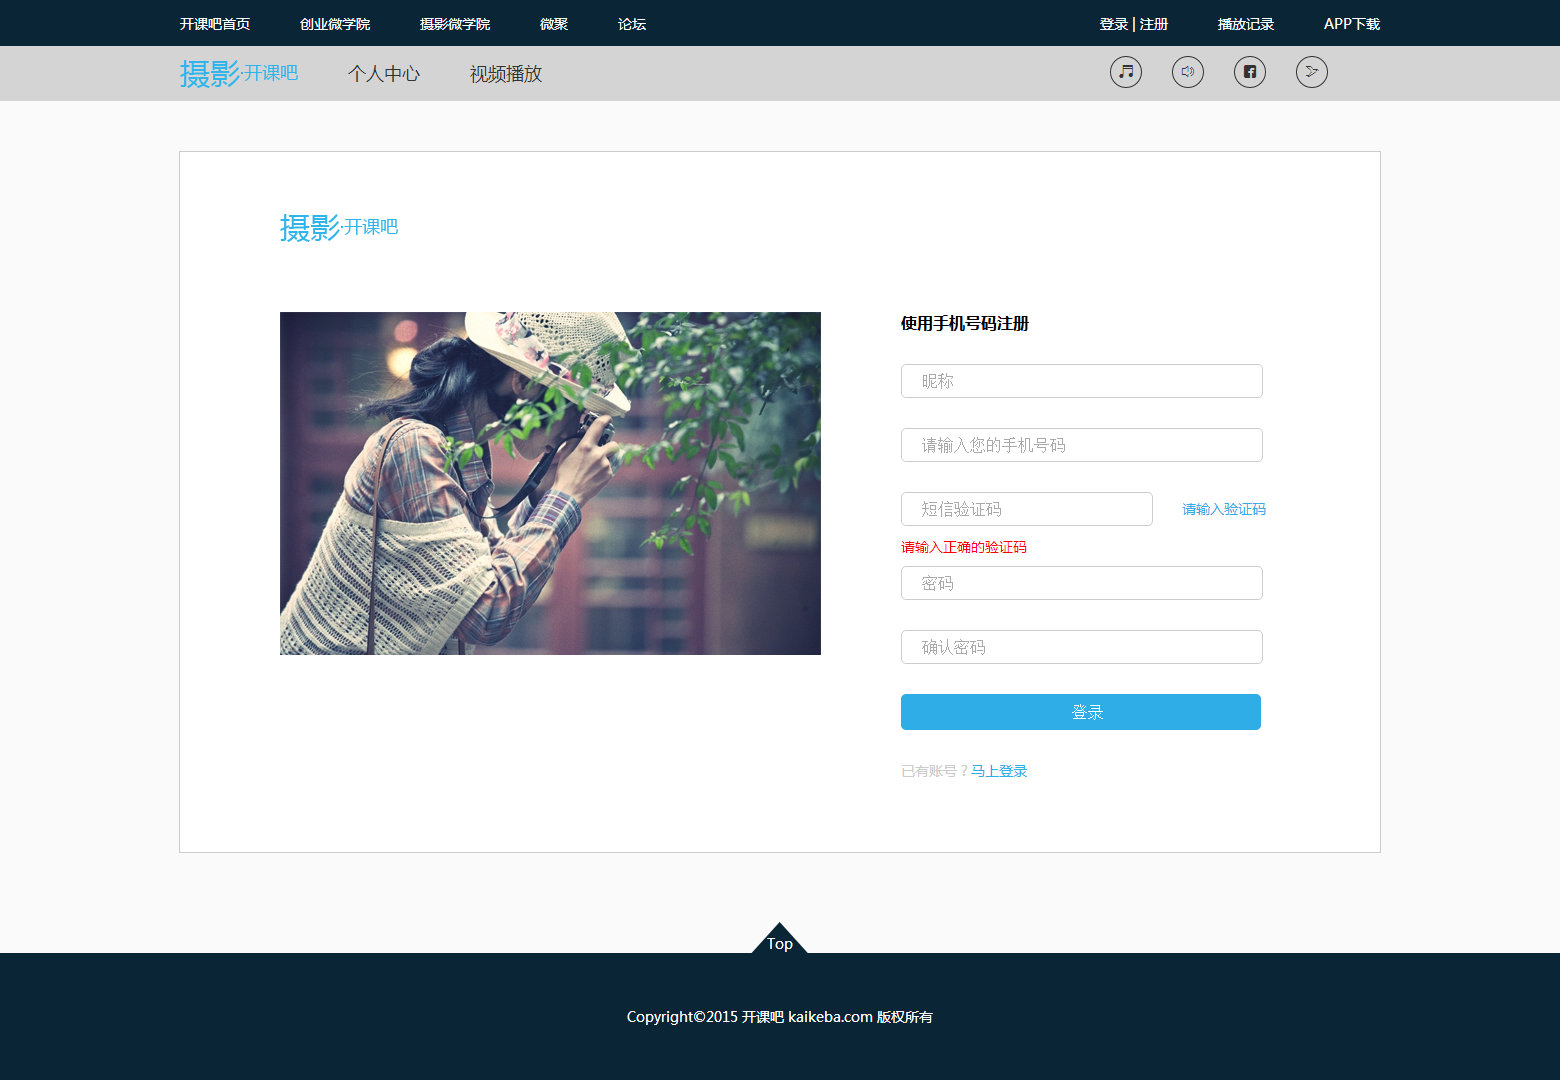 开课吧首页 创业微学院 摄影微学院 微聚 论坛 登录 | 注册 播放记录 APP下载
摄影·开课吧 个人中心 视频播放
摄影·开课吧
使用手机号码注册
昵称
请输入您的手机号码
短信验证码 请输入验证码
请输入正确的验证码
密码
确认密码
登录
已有账号？马上登录
Top
Copyright©2015 开课吧 kaikeba.com 版权所有